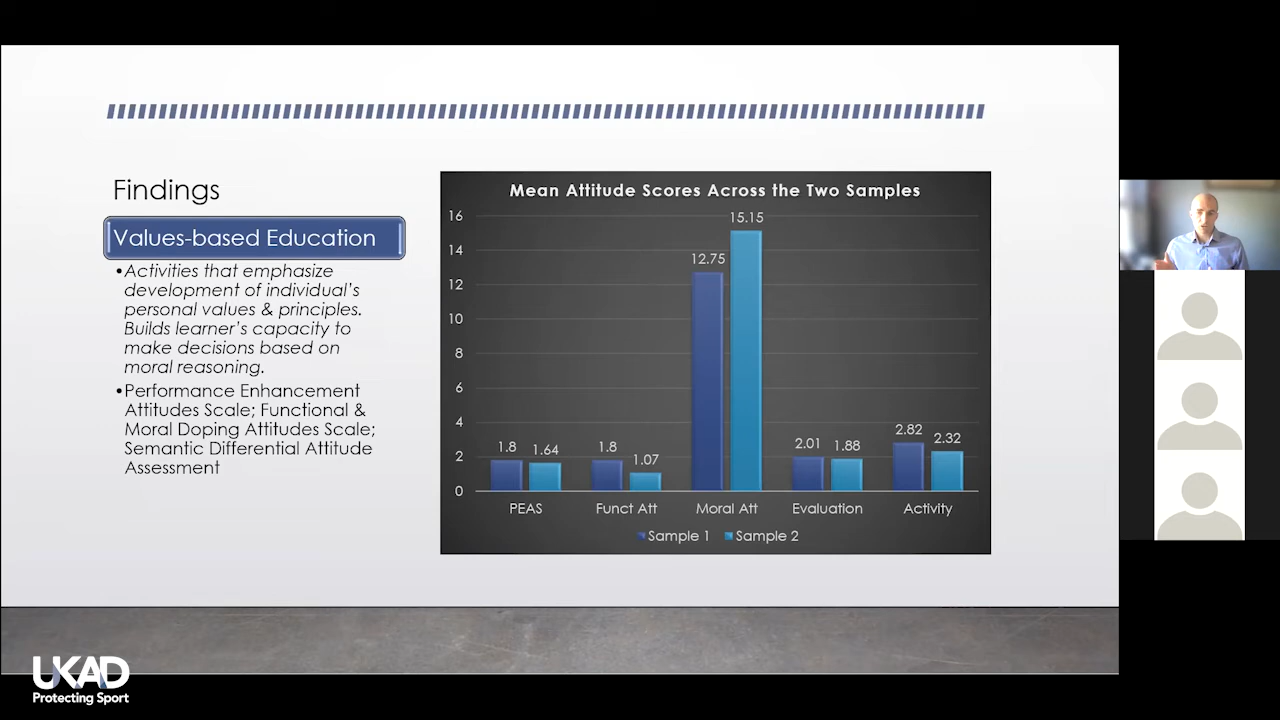 Findings
Values-based Education
•Activities that emphasize
development of individual's
personal values & principles.
Builds learner's capacity to
make decisions based on
moral reasoning.
•Performance Enhancement
Attitudes Scale; Functional &
Moral Doping Attitudes Scale;
Semantic Differential Attitude
Assessment
Mean Attitude Scores Across the Two Samples
16
14
12
10
8
6
4
2
0
1.8 1.64 1.8 1.07 12.75 15.15 2.01 1.88 2.82 2.32
PEAS Funct Att Moral Att Evaluation Activity
Sample 1 Sample 2
UKAD
Protecting Sport